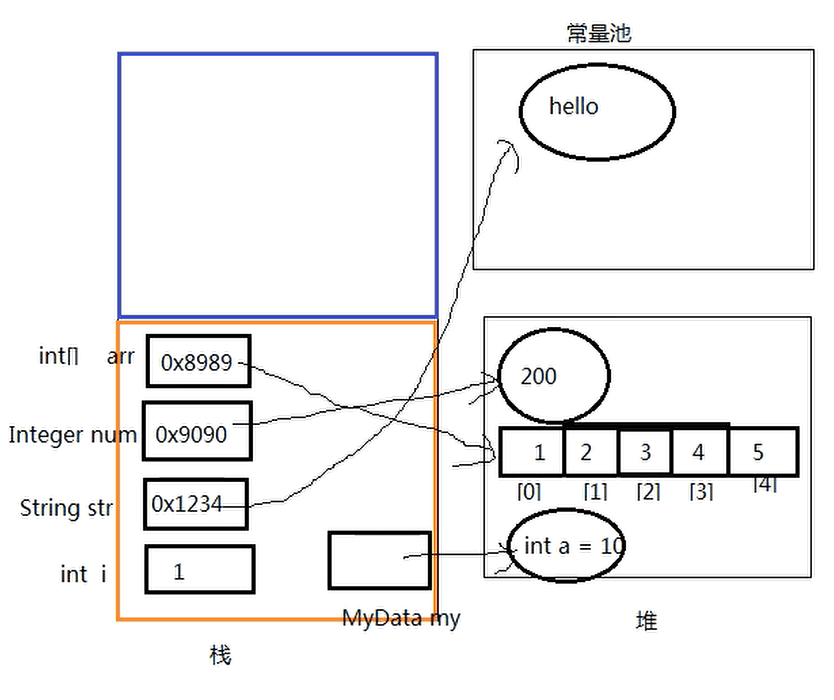 常量池
hello
int[] arr
0x8989
Integer num
0x9090
String str
0x1234
int i
1
MyData my
栈
200
1 2 3 4 5
[0] [1] [2] [3] [4]
int a = 10
堆